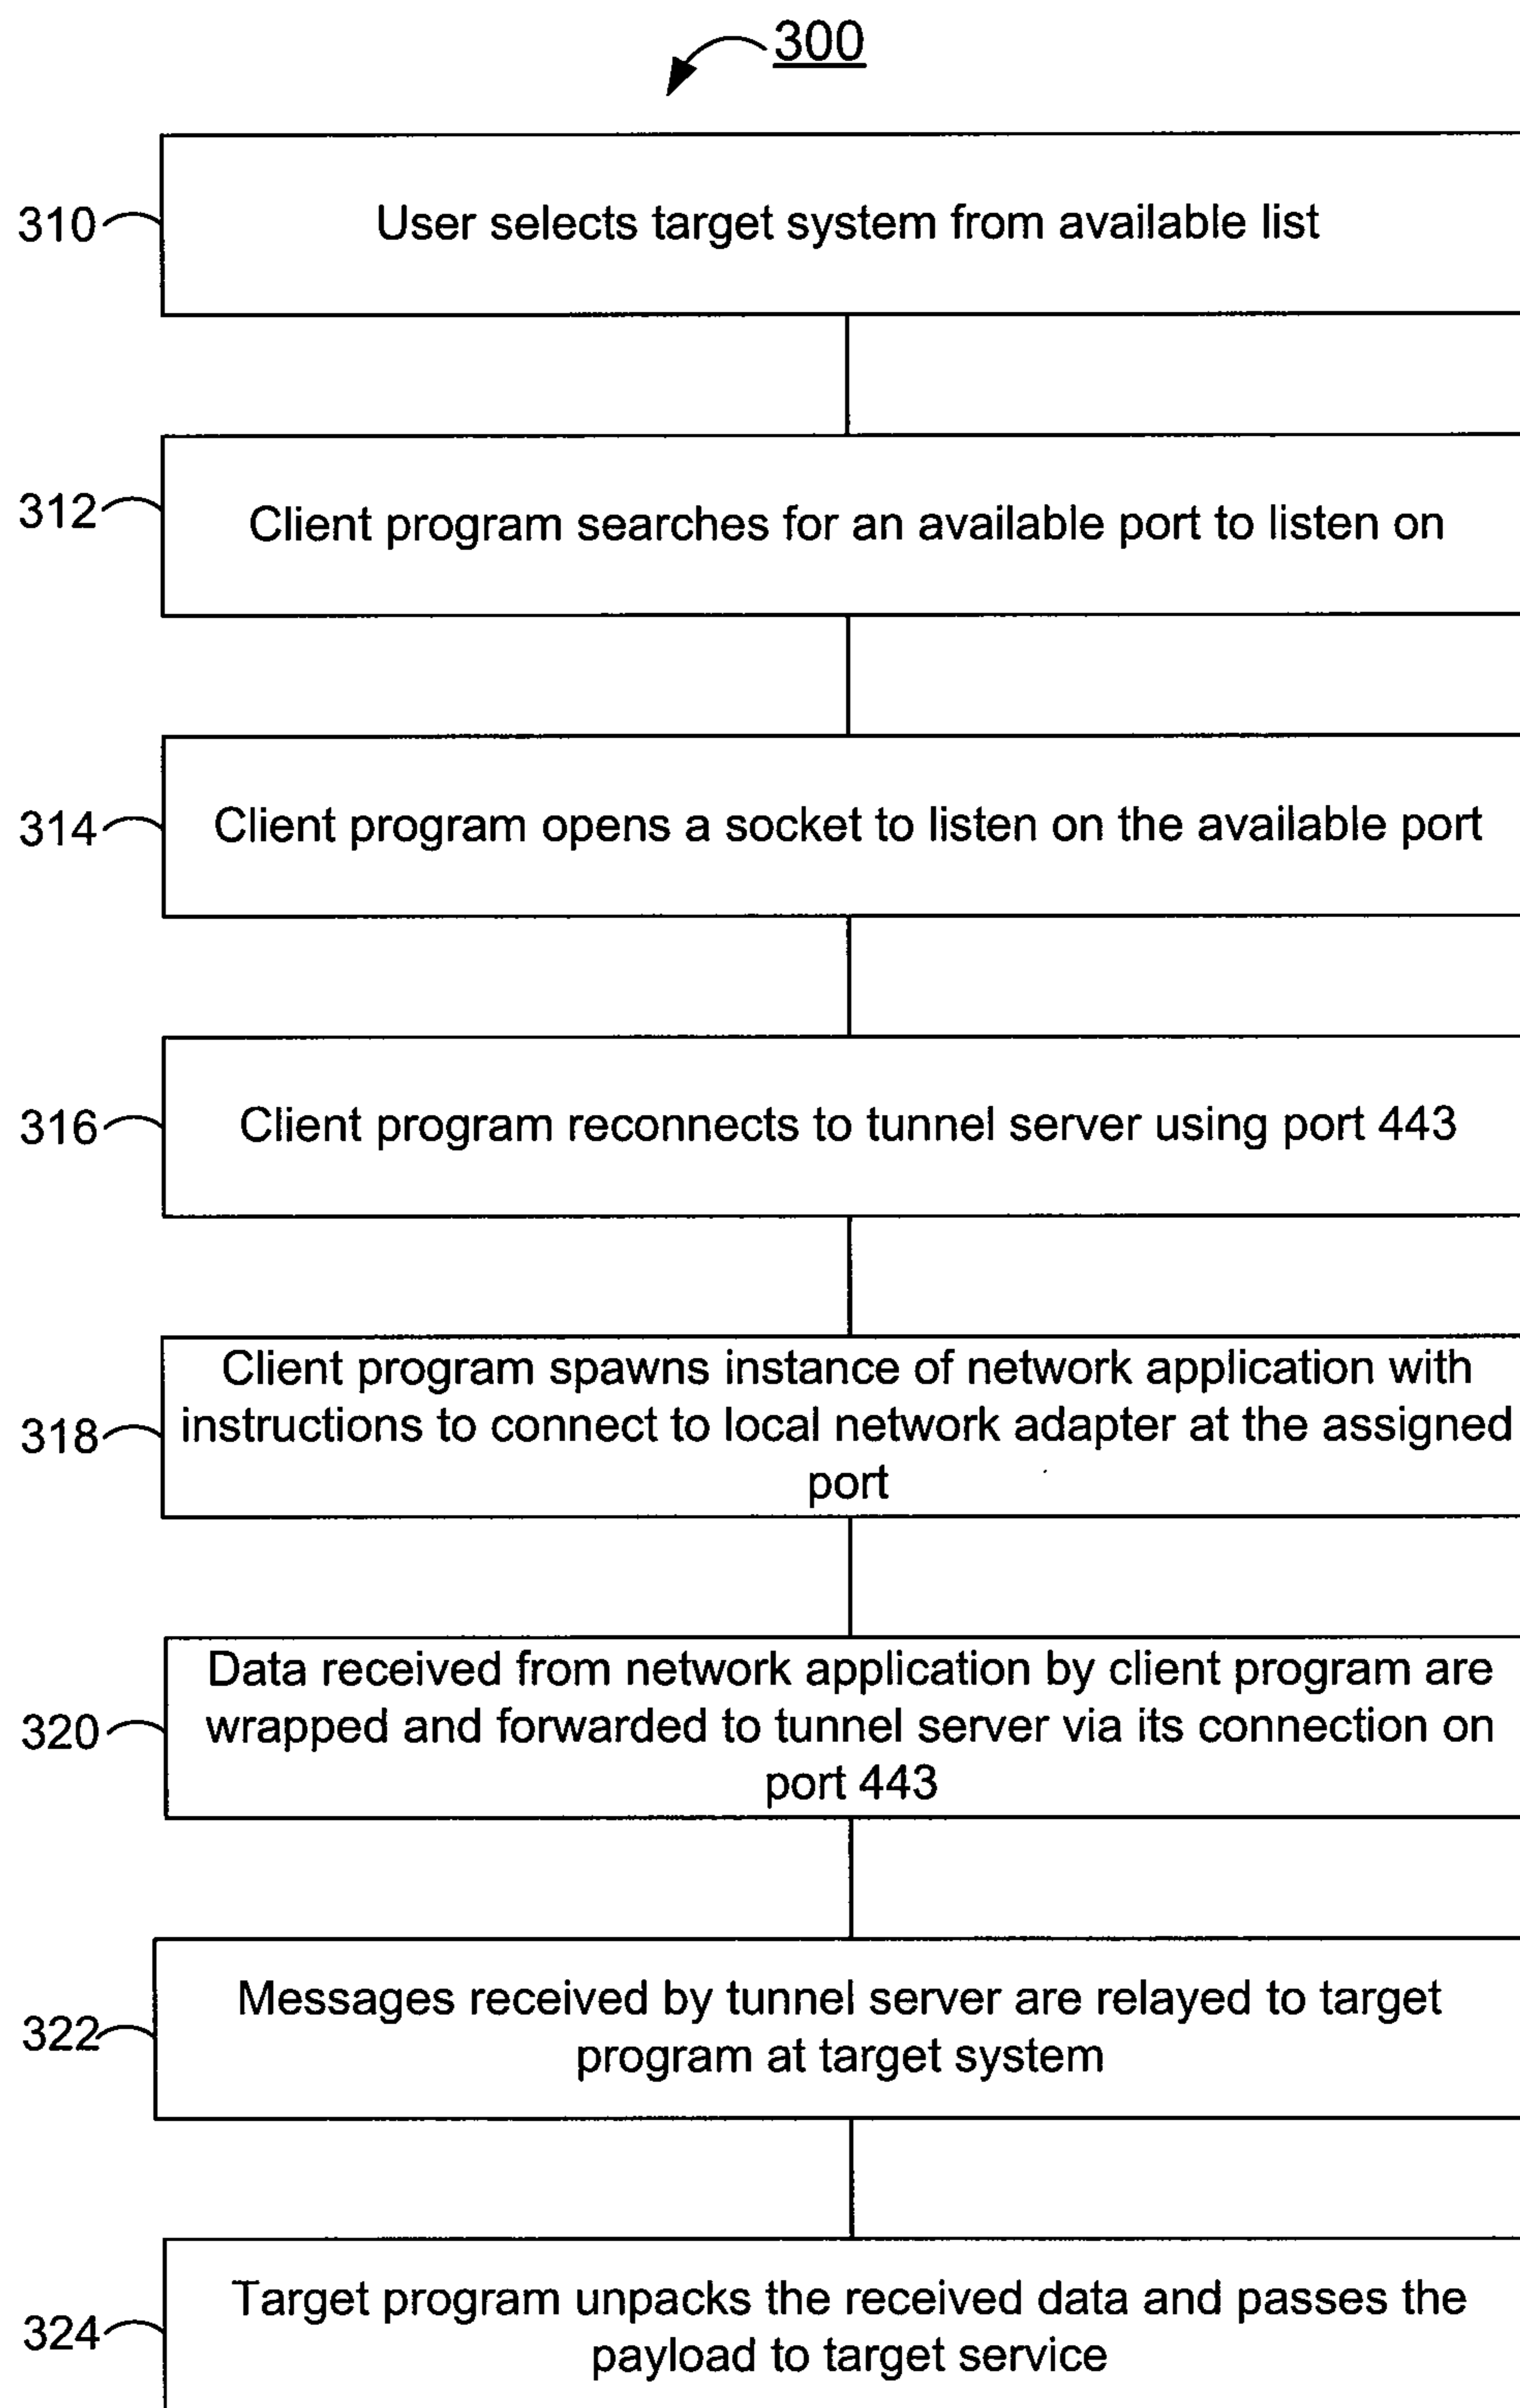 300
310
User selects target system from available list
312
Client program searches for an available port to listen on
314
Client program opens a socket to listen on the available port
316
Client program reconnects to tunnel server using port 443
318
Client program spawns instance of network application with
instructions to connect to local network adapter at the assigned
port
320
Data received from network application by client program are
wrapped and forwarded to tunnel server via its connection on
port 443
322
Messages received by tunnel server are relayed to target
program at target system
324
Target program unpacks the received data and passes the
payload to target service